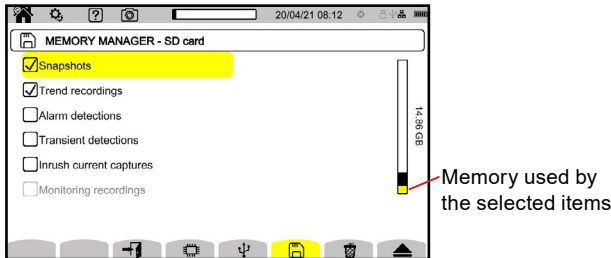 ?
20/04/21 08:12
MEMORY MANAGER - SD card
Snapshots
Trend recordings
Alarm detections
Transient detections
Inrush current captures
Monitoring recordings
14.86 GB
Memory used by
the selected items